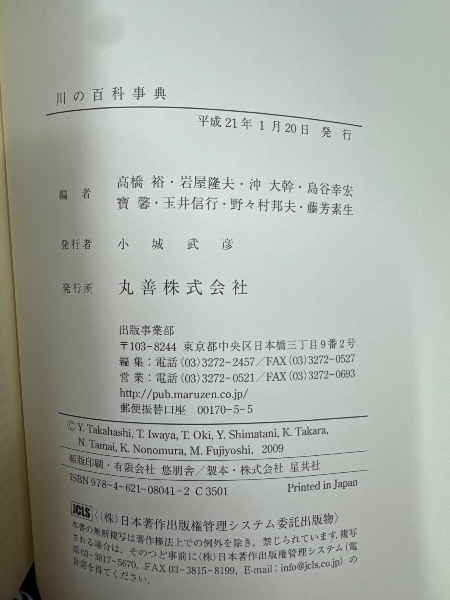 川の百科事典
平成21年1月20日 発行
編者
高橋 裕・岩屋隆夫・沖 大幹・島谷幸宏
寶 馨・玉井信行・野々村邦夫・藤芳素生
発行者 小城武彦
発行所 丸善株式会社
出版事業部
〒103-8244 東京都中央区日本橋三丁目9番2号
編集:電話(03)3272-2457/FAX(03)3272-0527
営業:電話(03)3272-0521/FAX(03)3272-0693
http://pub.maruzen.co.jp/
郵便振替口座 00170-5-5
©Y. Takahashi, T. Iwaya, T. Oki, Y. Shimatani, K. Takara,
N. Tamai, K. Nonomura, M. Fujiyoshi, 2009
組版印刷・有限会社 悠朋舎/製本・株式会社 星共社
ISBN 978-4-621-08041-2 C 3501 Printed in Japan
JCLS〈(株)日本著作出版権管理システム委託出版物〉
本書の無断複写は著作権法上での例外を除き,禁じられています.複写
される場合は,そのつど事前に(株)日本著作出版権管理システム(電
話 03-3817-5670, FAX 03-3815-8199, E-mail:info@jcls.co.jp)の
許諾を得てください.